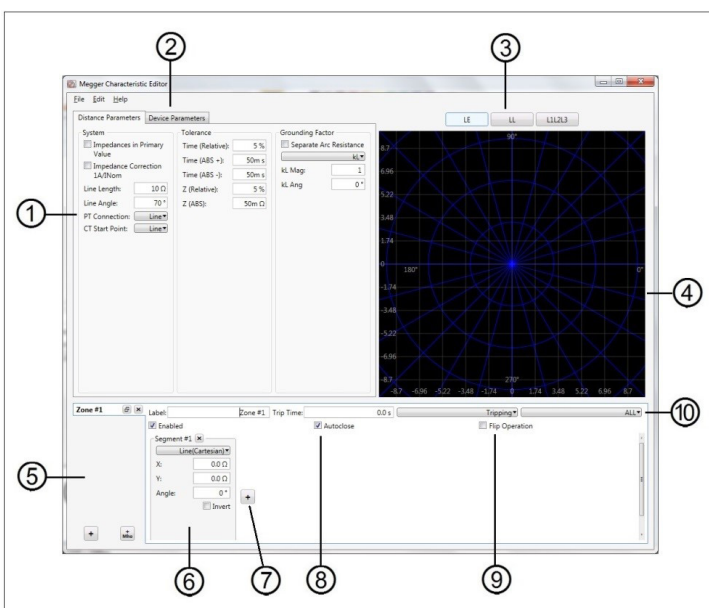 2
3
Megger Characteristic Editor
File Edit Help
Distance Parameters Device Parameters
LE LL L1L2L3
System
Impedances in Primary
Value
Impedance Correction
1A/INom
Line Length: 10 Ω
Line Angle: 70 °
PT Connection: Line
CT Start Point: Line
Tolerance
Time (Relative): 5 %
Time (ABS +): 50m s
Time (ABS -): 50m s
Z (Relative): 5 %
Z (ABS): 50m Ω
Grounding Factor
Separate Arc Resistance
kL
kL Mag: 1
kL Ang 0 °
90°
8.7
6.96
5.22
3.48
1.74
0 180° 0°
-1.74
-3.48
-5.22
-6.96
-8.7
270°
-8.7 -6.96 -5.22 -3.48 -1.74 0 1.74 3.48 5.22 6.96 8.7
1
4
Zone #1 Label: Zone #1 Trip Time: 0.0 s Tripping ALL
10
Enabled Autoclose Flip Operation
Segment #1
Line(Cartesian)
X: 0.0 Ω
Y: 0.0 Ω
Angle: 0 °
Invert
5
+
+
Mho
+
6
7
8
9